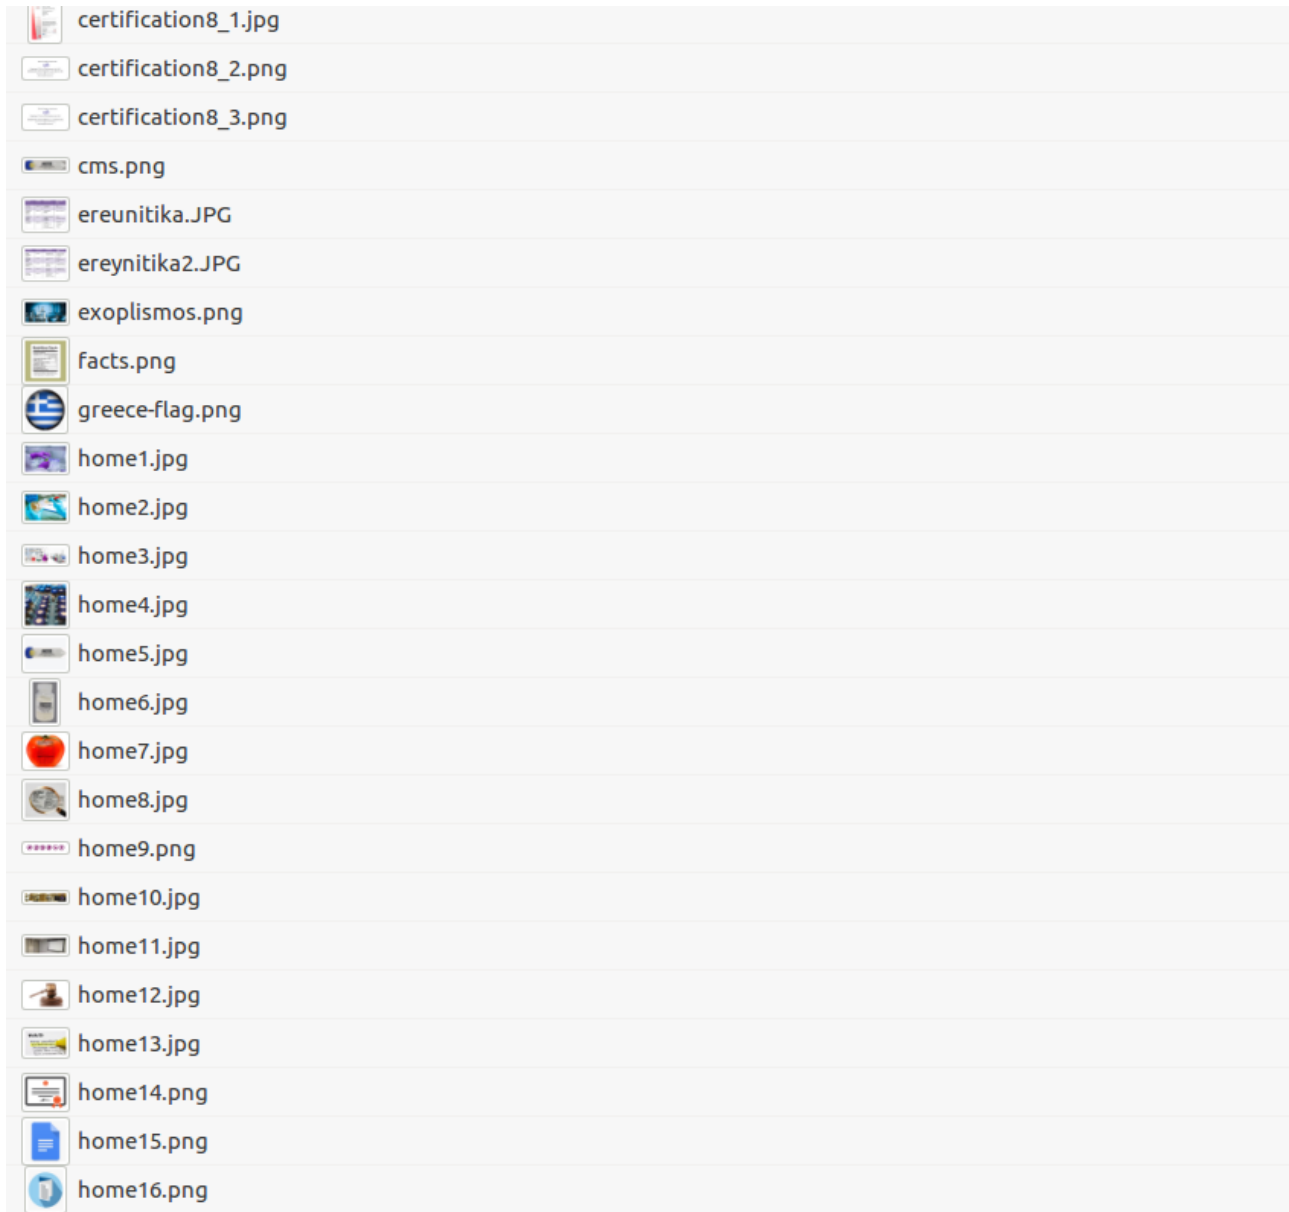 certification8_1.jpg
certification8_2.png
certification8_3.png
cms.png
ereunitika.JPG
ereynitika2.JPG
exoplismos.png
facts.png
greece-flag.png
home1.jpg
home2.jpg
home3.jpg
home4.jpg
home5.jpg
home6.jpg
home7.jpg
home8.jpg
home9.png
home10.jpg
home11.jpg
home12.jpg
home13.jpg
home14.png
home15.png
home16.png